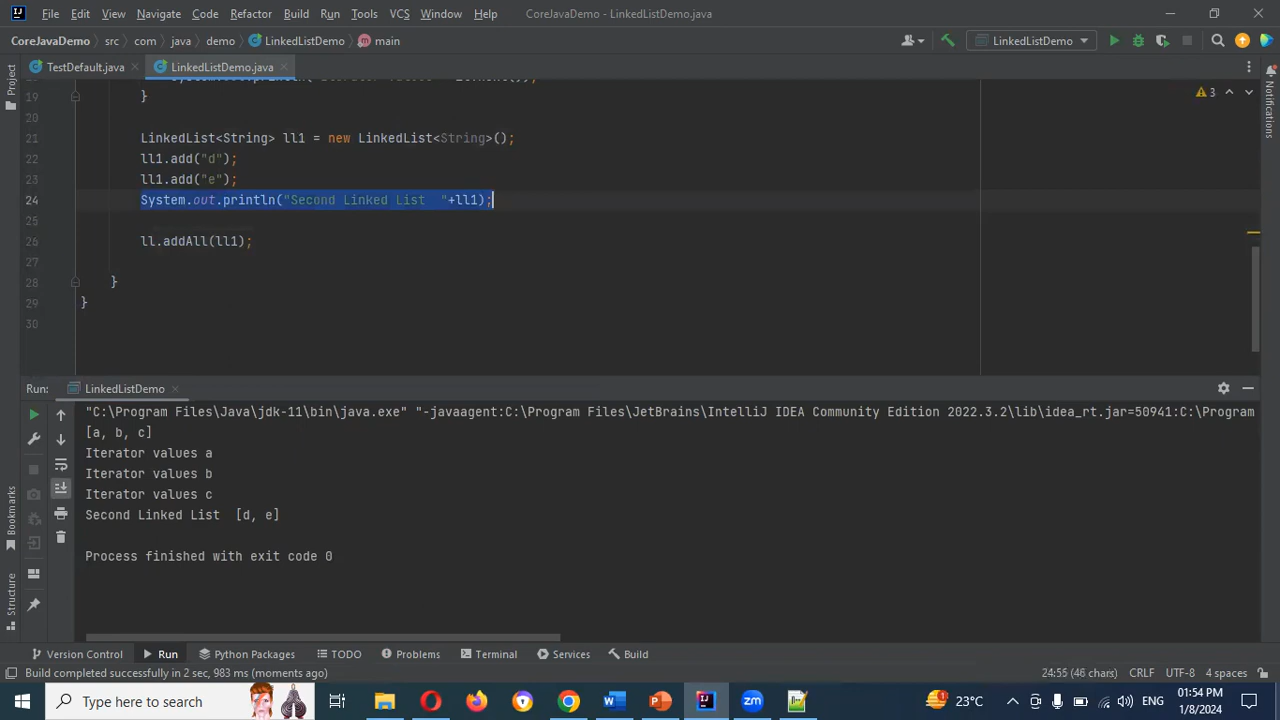 File Edit View Navigate Code Refactor Build Run Tools VCS Window Help CoreJavaDemo - LinkedListDemo.java
CoreJavaDemo src com java demo LinkedListDemo main LinkedListDemo
Project TestDefault.java LinkedListDemo.java
Notifications
3
19 }
20
21 LinkedList<String> ll1 = new LinkedList<String>();
22 ll1.add("d");
23 ll1.add("e");
24 System.out.println("Second Linked List  "+ll1);
25
26 ll.addAll(ll1);
27
28 }
29 }
30
Run: LinkedListDemo
"C:\Program Files\Java\jdk-11\bin\java.exe" "-javaagent:C:\Program Files\JetBrains\IntelliJ IDEA Community Edition 2022.3.2\lib\idea_rt.jar=50941:C:\Program
[a, b, c]
Iterator values a
Iterator values b
Iterator values c
Second Linked List  [d, e]
Process finished with exit code 0
Bookmarks
Structure
Version Control Run Python Packages TODO Problems Terminal Services Build
Build completed successfully in 2 sec, 983 ms (moments ago) 24:55 (46 chars) CRLF UTF-8 4 spaces
Type here to search 23°C ENG 01:54 PM
1/8/2024